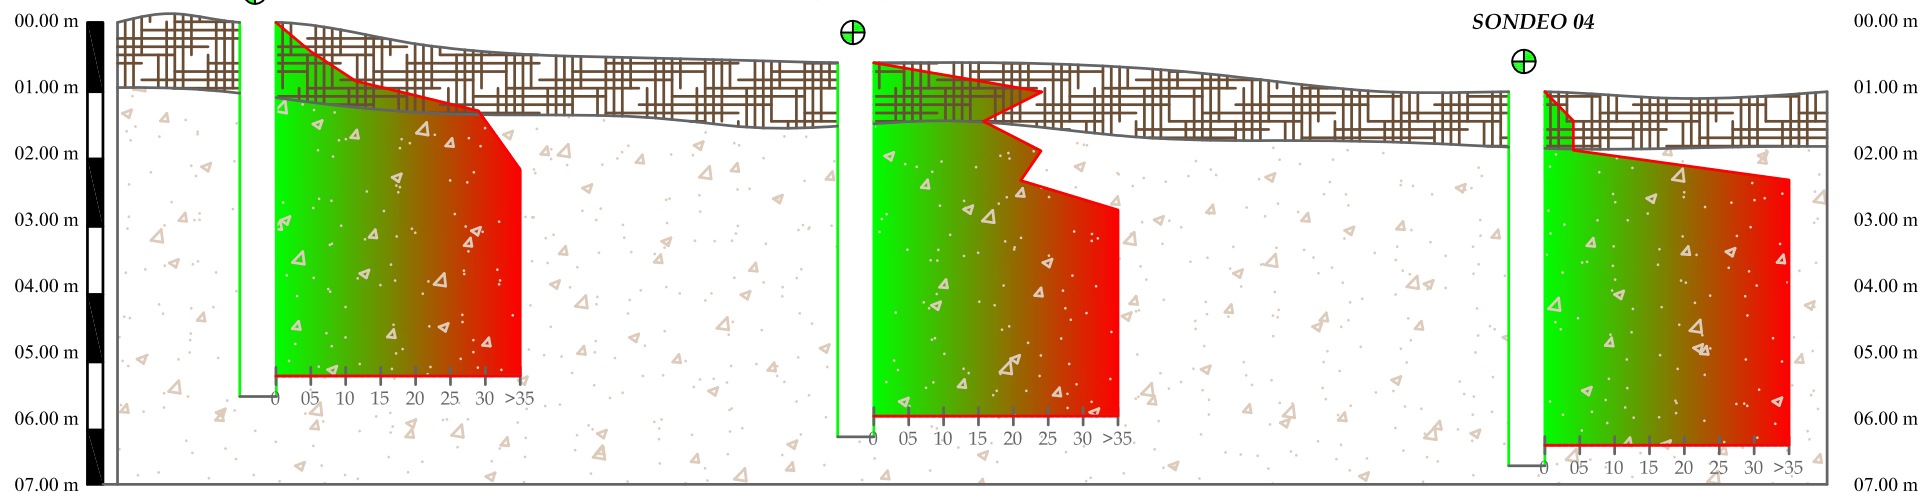 SONDEO 04
00.00 m 00.00 m
01.00 m 01.00 m
02.00 m 02.00 m
03.00 m 03.00 m
04.00 m 04.00 m
05.00 m 05.00 m
0 05 10 15 20 25 30 >35
06.00 m 06.00 m
0 05 10 15 20 25 30 >35
0 05 10 15 20 25 30 >35
07.00 m 07.00 m